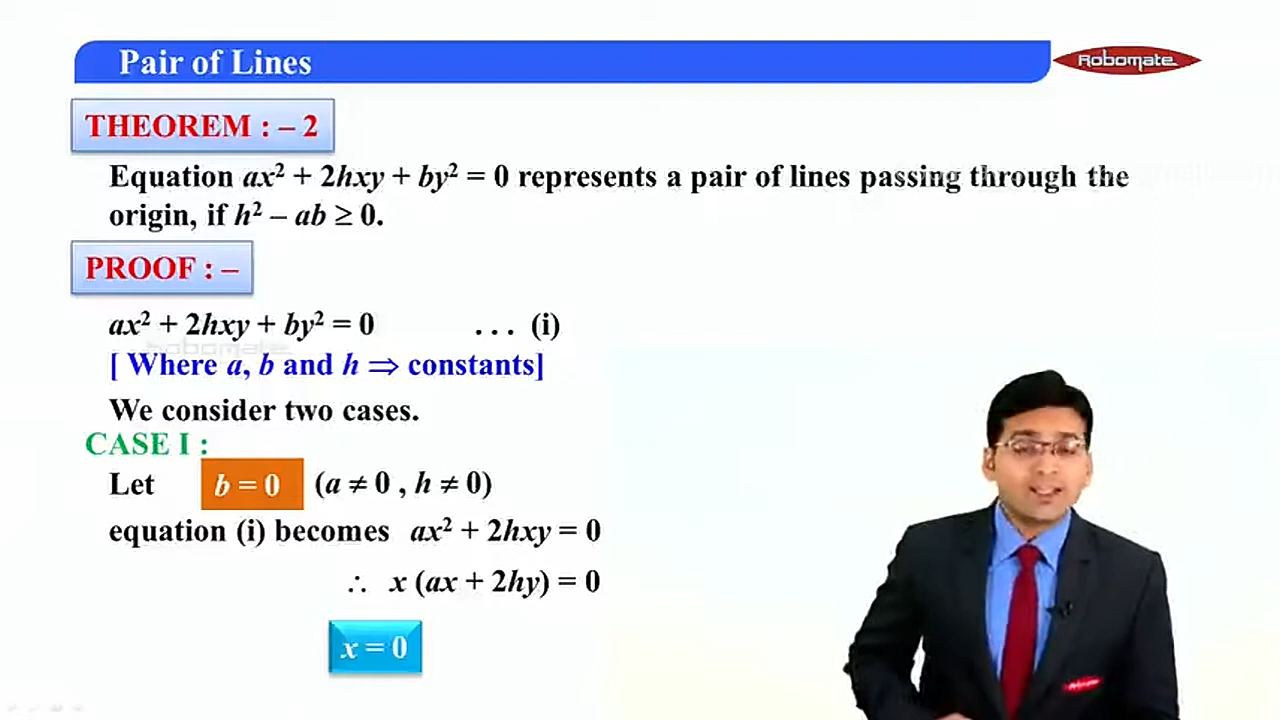 Pair of Lines
Robomate
THEOREM : – 2
Equation ax² + 2hxy + by² = 0 represents a pair of lines passing through the
origin, if h² – ab ≥ 0.
PROOF : –
ax² + 2hxy + by² = 0 . . . (i)
Robomate
[ Where a, b and h ⇒ constants]
We consider two cases.
CASE I :
Let b = 0 (a ≠ 0 , h ≠ 0)
equation (i) becomes ax² + 2hxy = 0
∴ x (ax + 2hy) = 0
x = 0